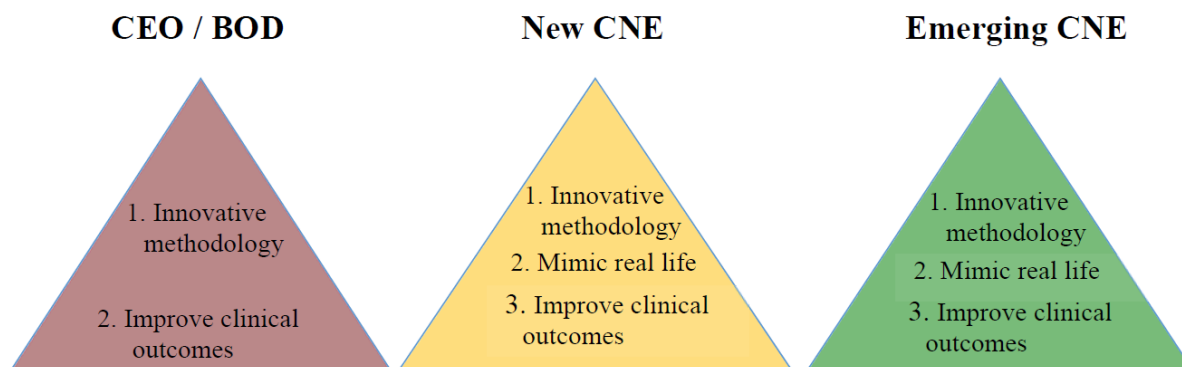 CEO / BOD
1. Innovative
methodology
2. Improve clinical
outcomes
New CNE
1. Innovative
methodology
2. Mimic real life
3. Improve clinical
outcomes
Emerging CNE
1. Innovative
methodology
2. Mimic real life
3. Improve clinical
outcomes